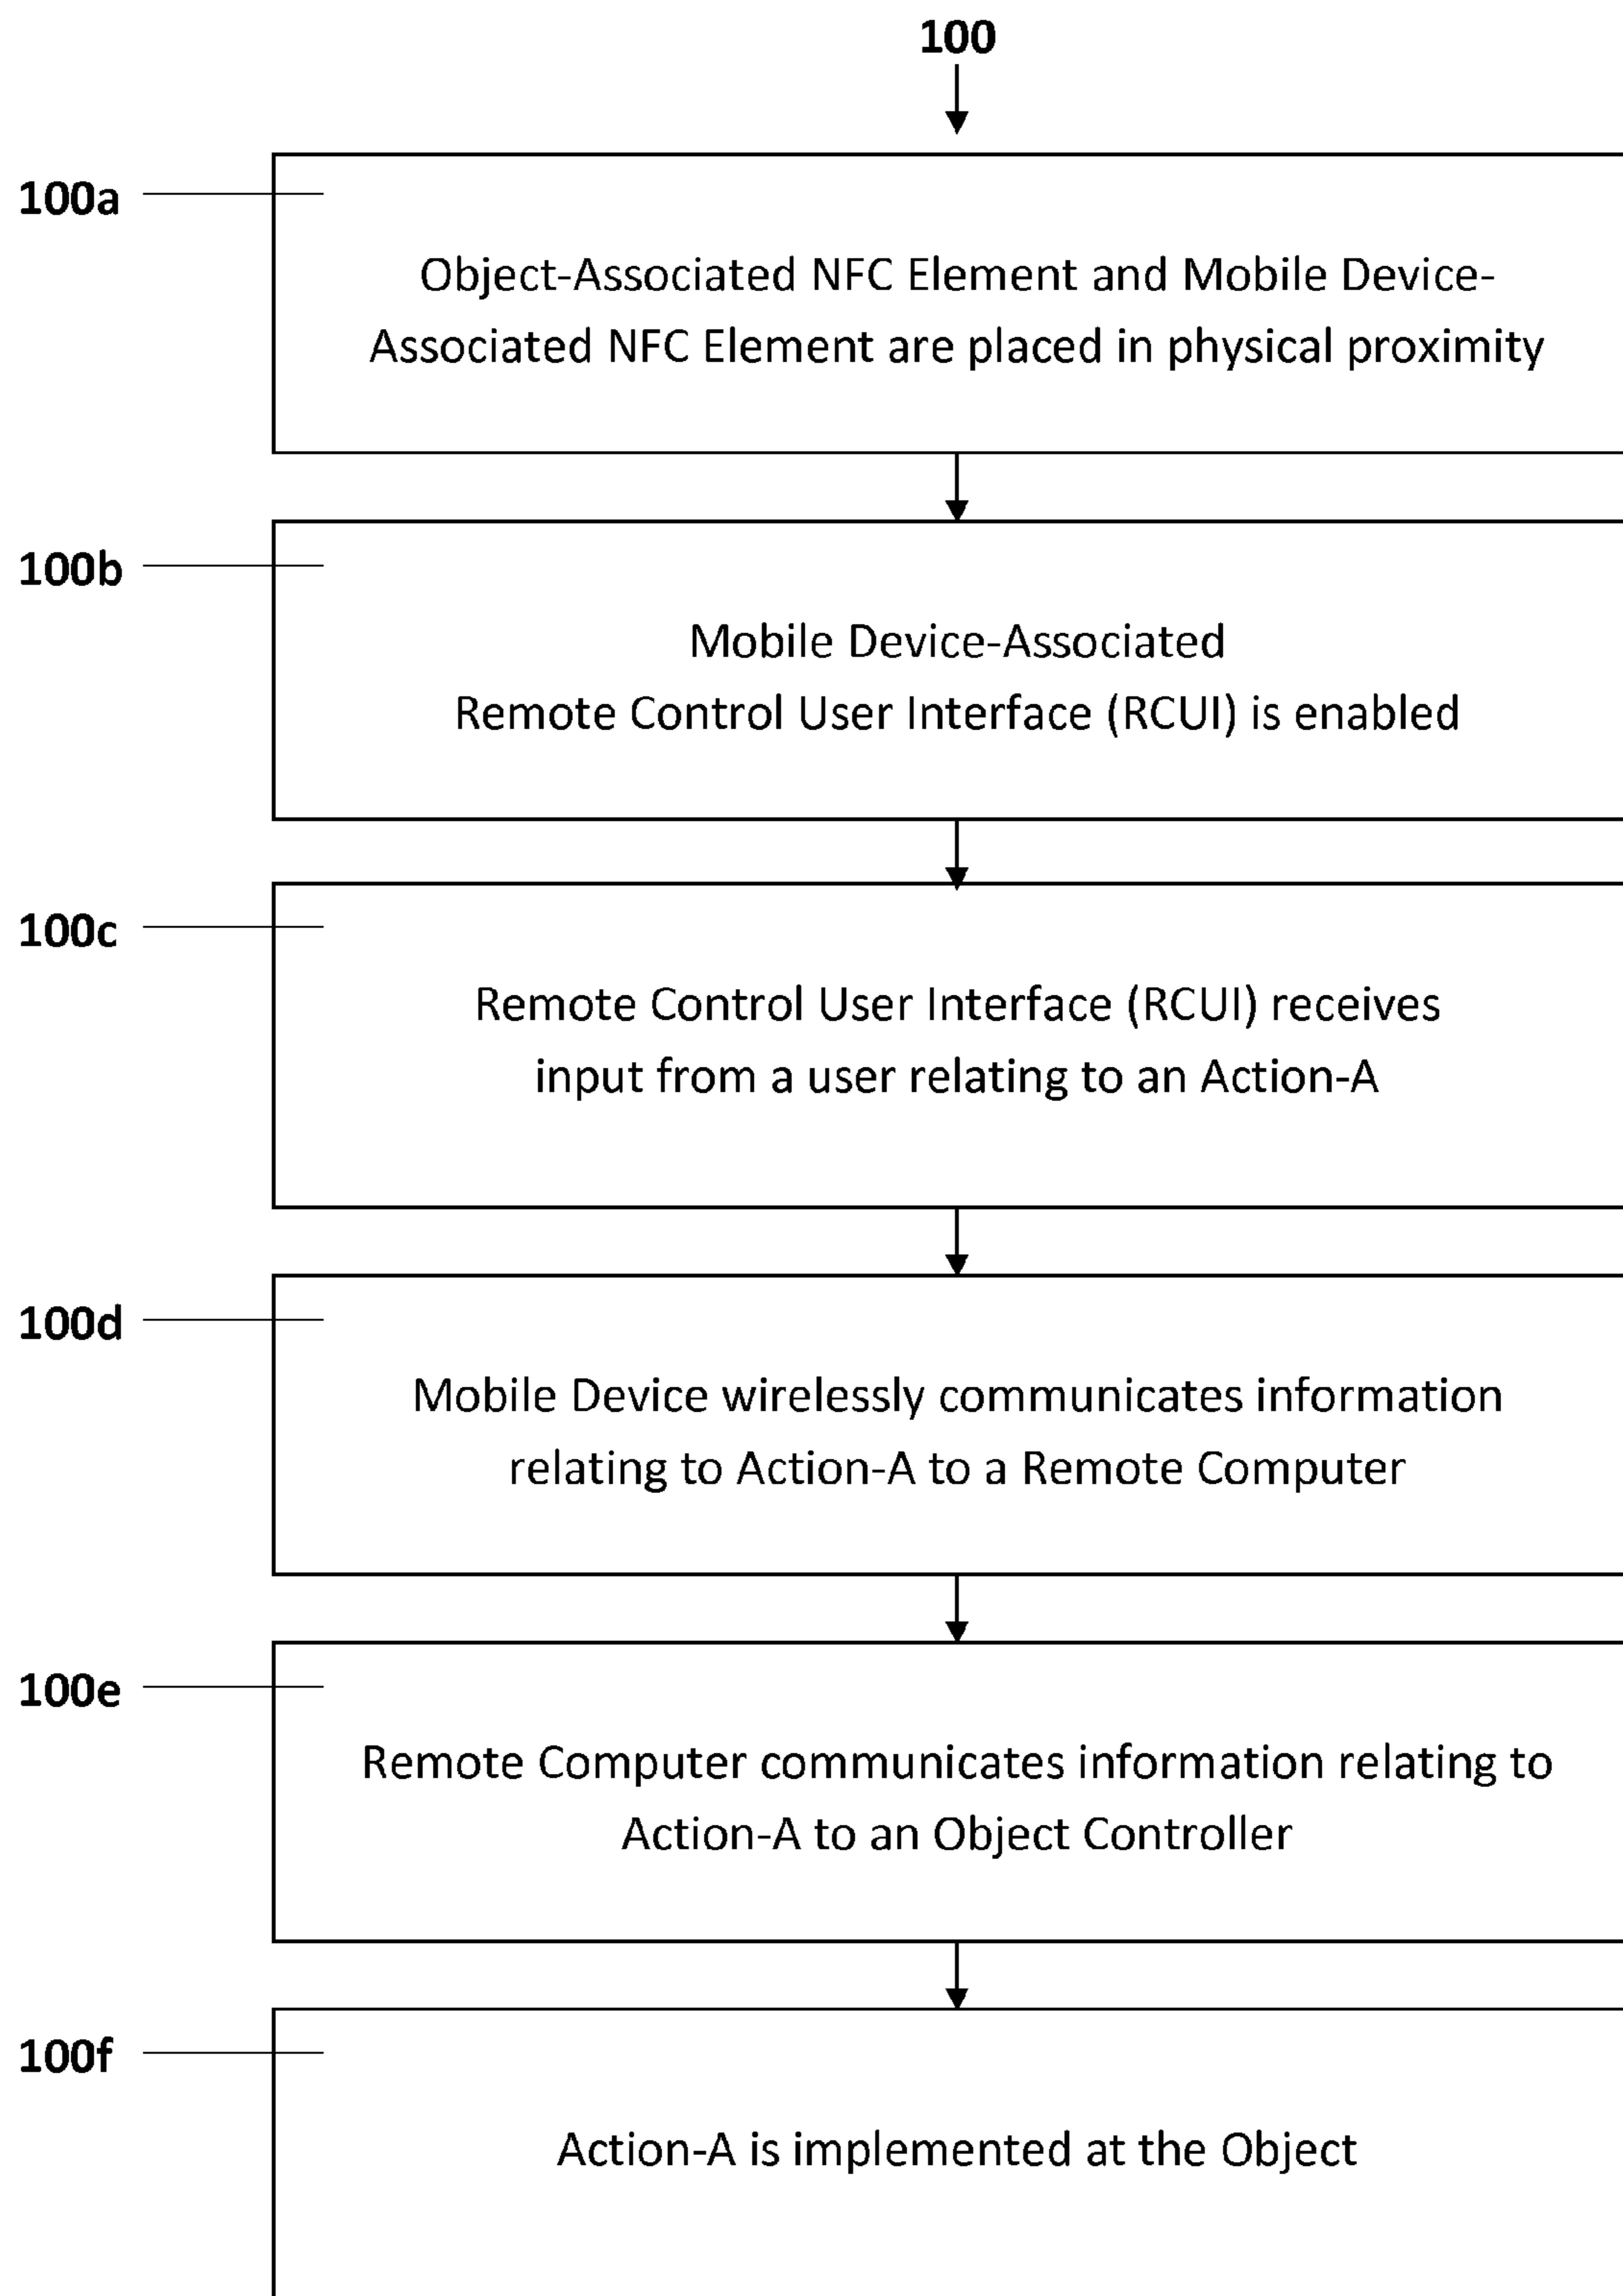 100
100a
Object-Associated NFC Element and Mobile Device-
Associated NFC Element are placed in physical proximity
100b
Mobile Device-Associated
Remote Control User Interface (RCUI) is enabled
100c
Remote Control User Interface (RCUI) receives
input from a user relating to an Action-A
100d
Mobile Device wirelessly communicates information
relating to Action-A to a Remote Computer
100e
Remote Computer communicates information relating to
Action-A to an Object Controller
100f
Action-A is implemented at the Object